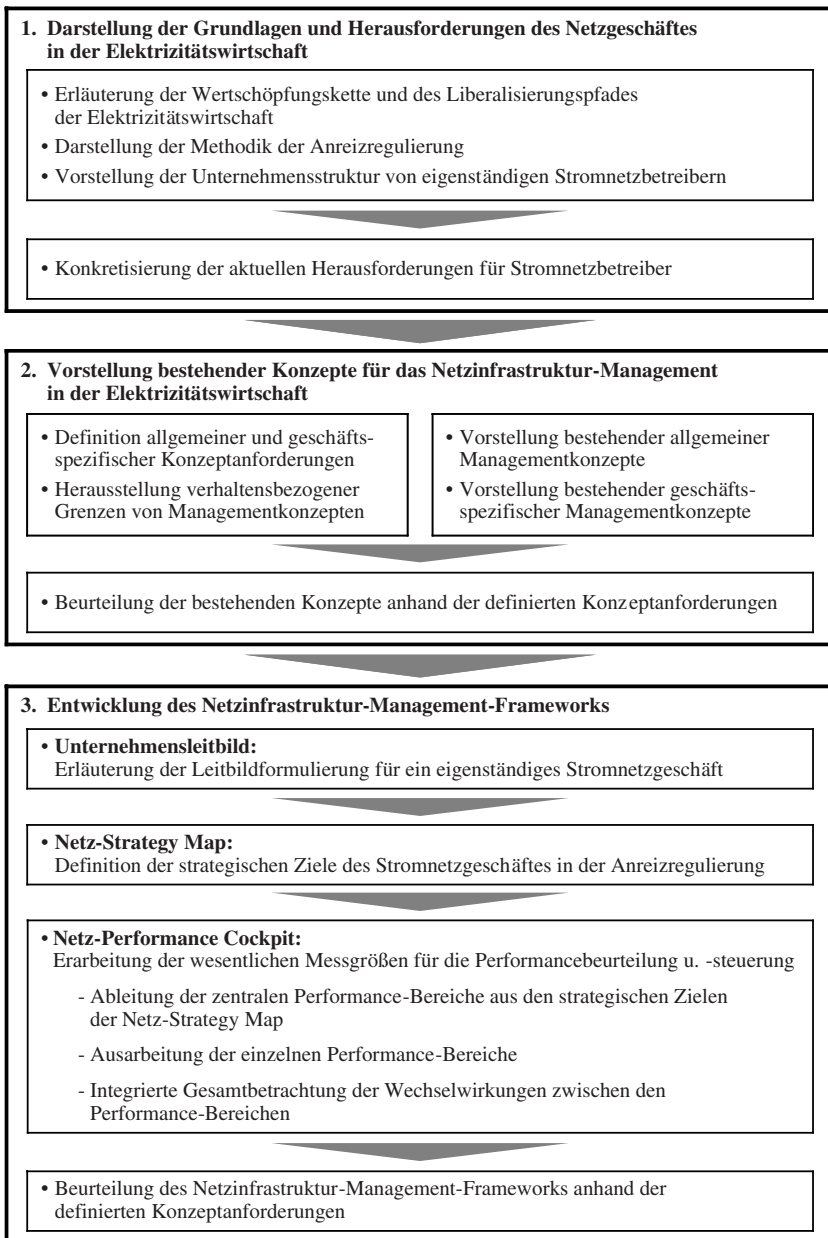 1. Darstellung der Grundlagen und Herausforderungen des Netzgeschäftes
in der Elektrizitätswirtschaft
• Erläuterung der Wertschöpfungskette und des Liberalisierungspfades
der Elektrizitätswirtschaft
• Darstellung der Methodik der Anreizregulierung
• Vorstellung der Unternehmensstruktur von eigenständigen Stromnetzbetreibern
• Konkretisierung der aktuellen Herausforderungen für Stromnetzbetreiber
2. Vorstellung bestehender Konzepte für das Netzinfrastruktur-Management
in der Elektrizitätswirtschaft
• Definition allgemeiner und geschäfts-
spezifischer Konzeptanforderungen
• Herausstellung verhaltensbezogener
Grenzen von Managementkonzepten
• Vorstellung bestehender allgemeiner
Managementkonzepte
• Vorstellung bestehender geschäfts-
spezifischer Managementkonzepte
• Beurteilung der bestehenden Konzepte anhand der definierten Konzeptanforderungen
3. Entwicklung des Netzinfrastruktur-Management-Frameworks
• Unternehmensleitbild:
Erläuterung der Leitbildformulierung für ein eigenständiges Stromnetzgeschäft
• Netz-Strategy Map:
Definition der strategischen Ziele des Stromnetzgeschäftes in der Anreizregulierung
• Netz-Performance Cockpit:
Erarbeitung der wesentlichen Messgrößen für die Performancebeurteilung u. -steuerung
- Ableitung der zentralen Performance-Bereiche aus den strategischen Zielen
der Netz-Strategy Map
- Ausarbeitung der einzelnen Performance-Bereiche
- Integrierte Gesamtbetrachtung der Wechselwirkungen zwischen den
Performance-Bereichen
• Beurteilung des Netzinfrastruktur-Management-Frameworks anhand der
definierten Konzeptanforderungen